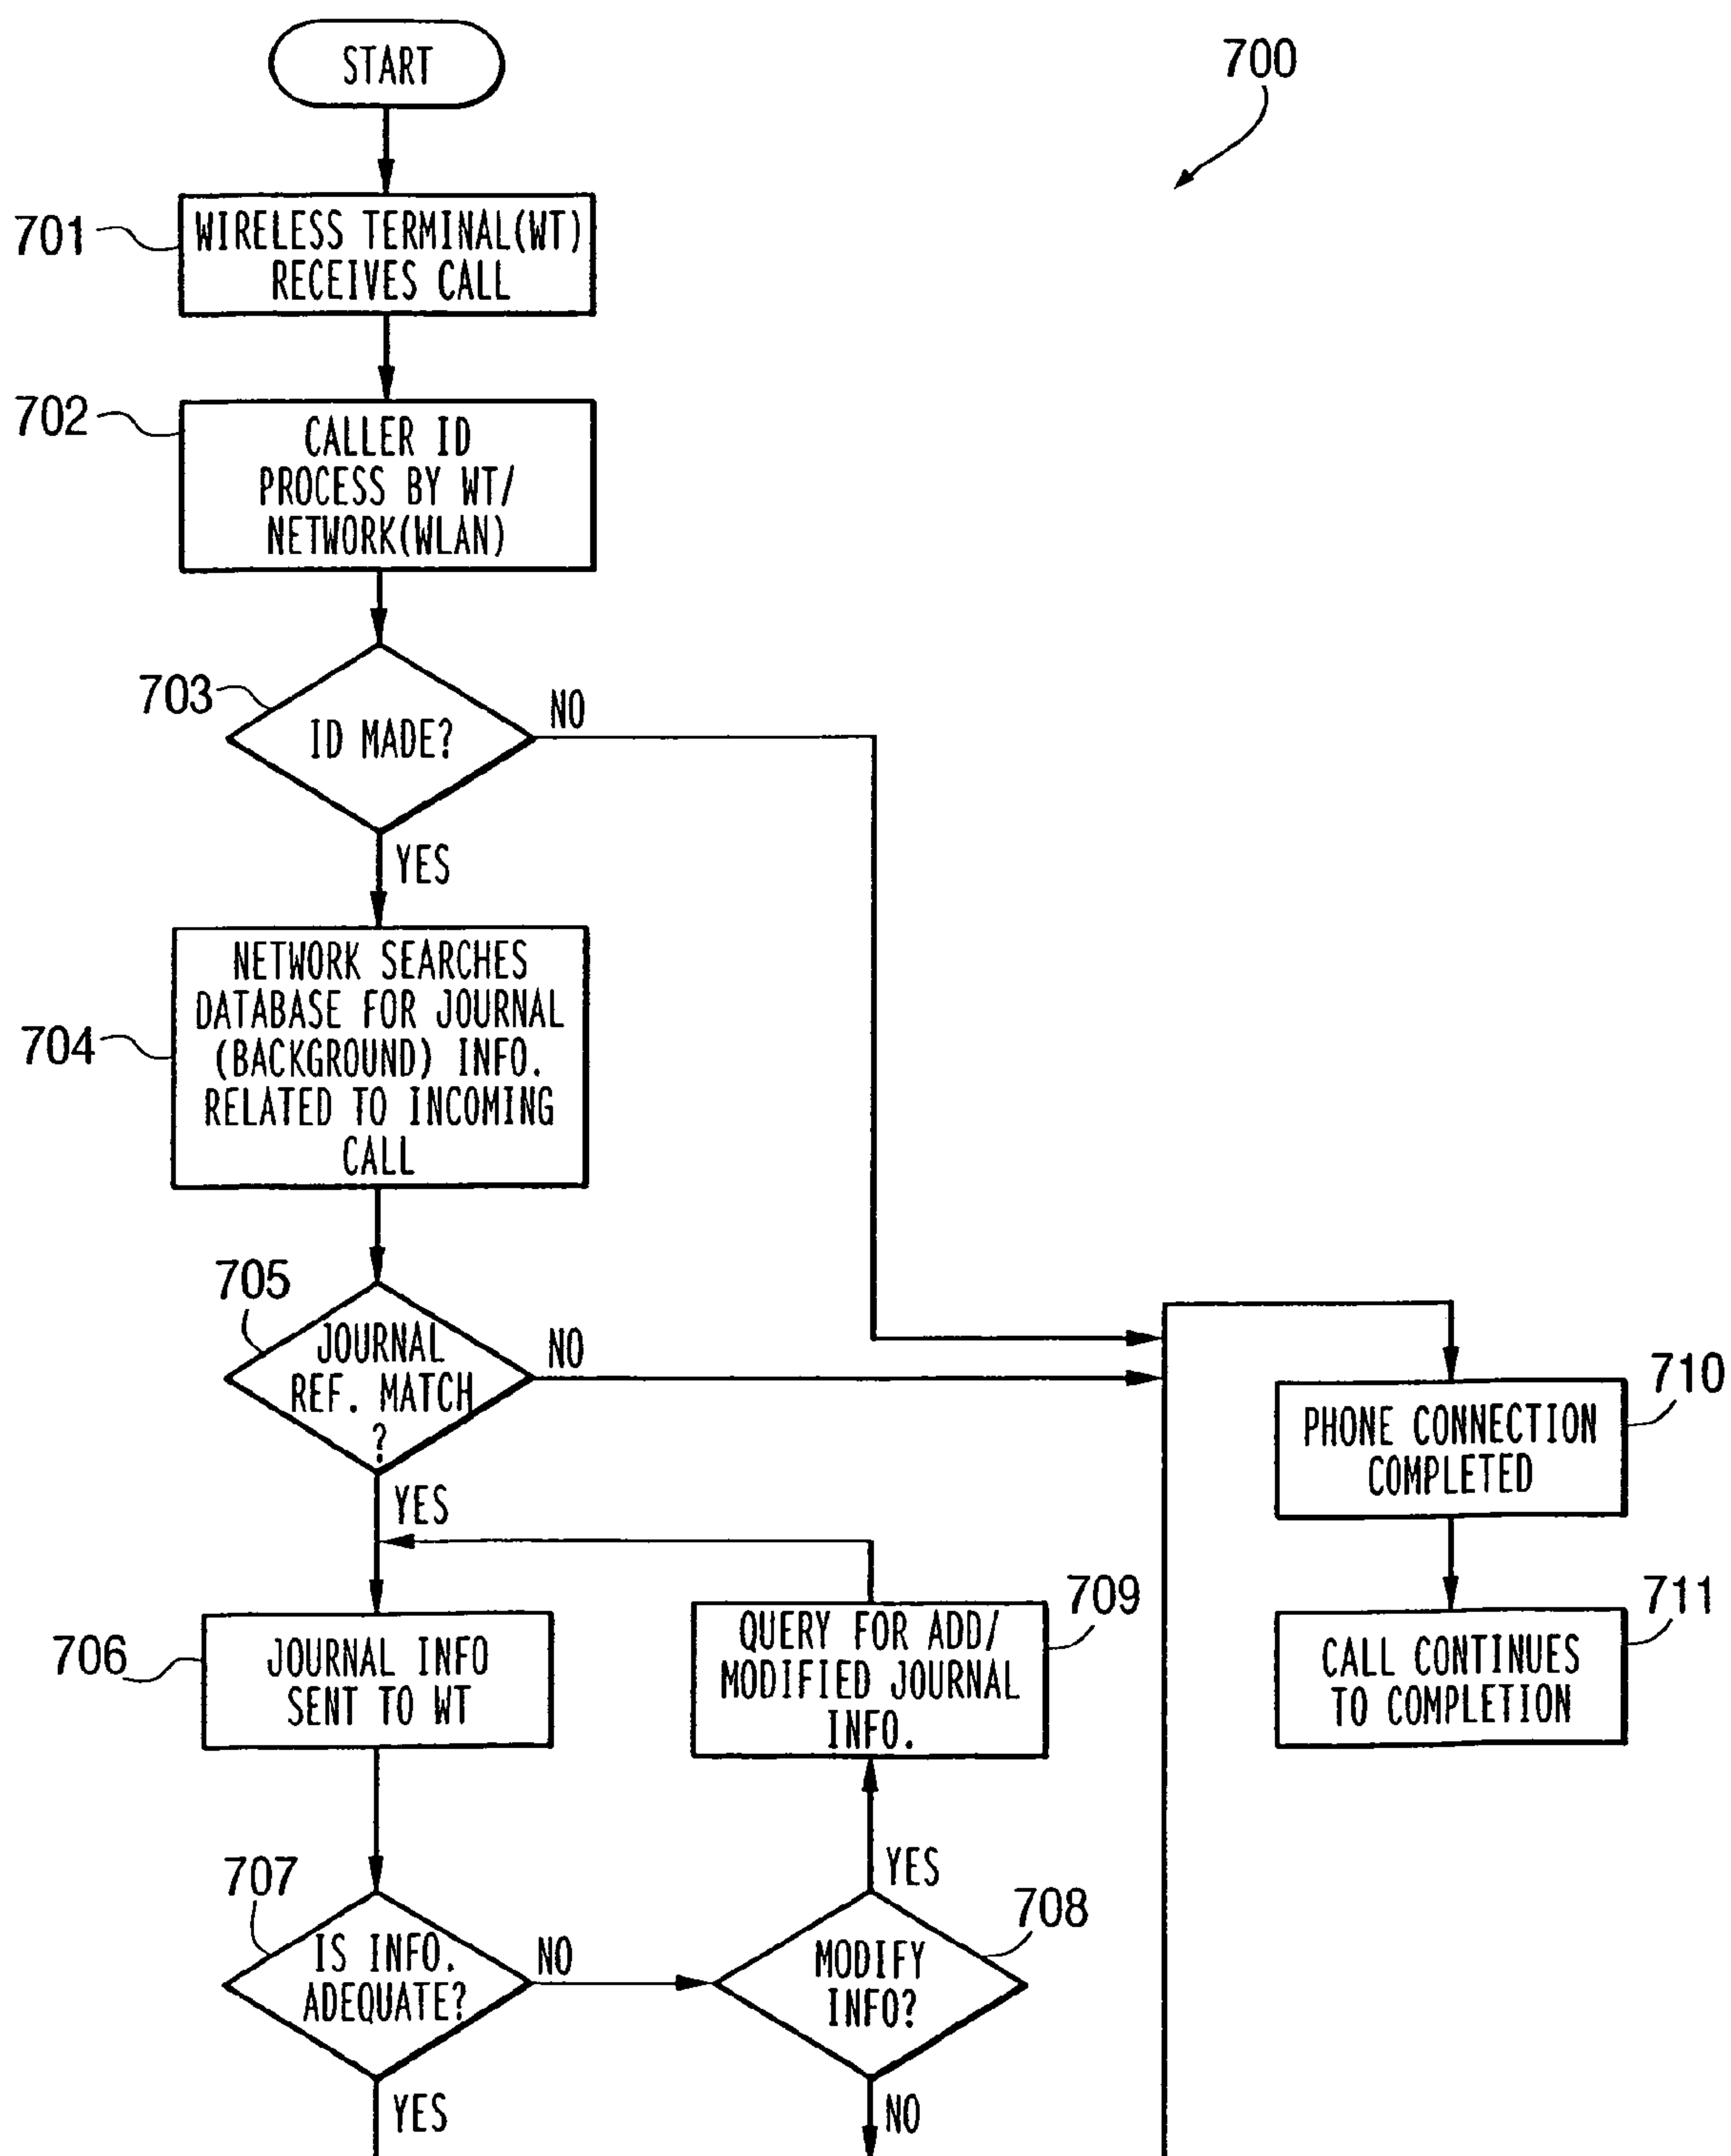 START
700
701
WIRELESS TERMINAL(WT)
RECEIVES CALL
702
CALLER ID
PROCESS BY WT/
NETWORK(WLAN)
703
ID MADE?
NO
YES
704
NETWORK SEARCHES
DATABASE FOR JOURNAL
(BACKGROUND) INFO.
RELATED TO INCOMING
CALL
705
JOURNAL
REF. MATCH
?
NO
YES
710
PHONE CONNECTION
COMPLETED
706
JOURNAL INFO
SENT TO WT
709
QUERY FOR ADD/
MODIFIED JOURNAL
INFO.
711
CALL CONTINUES
TO COMPLETION
707
IS INFO.
ADEQUATE?
NO
YES
708
MODIFY
INFO?
YES
NO